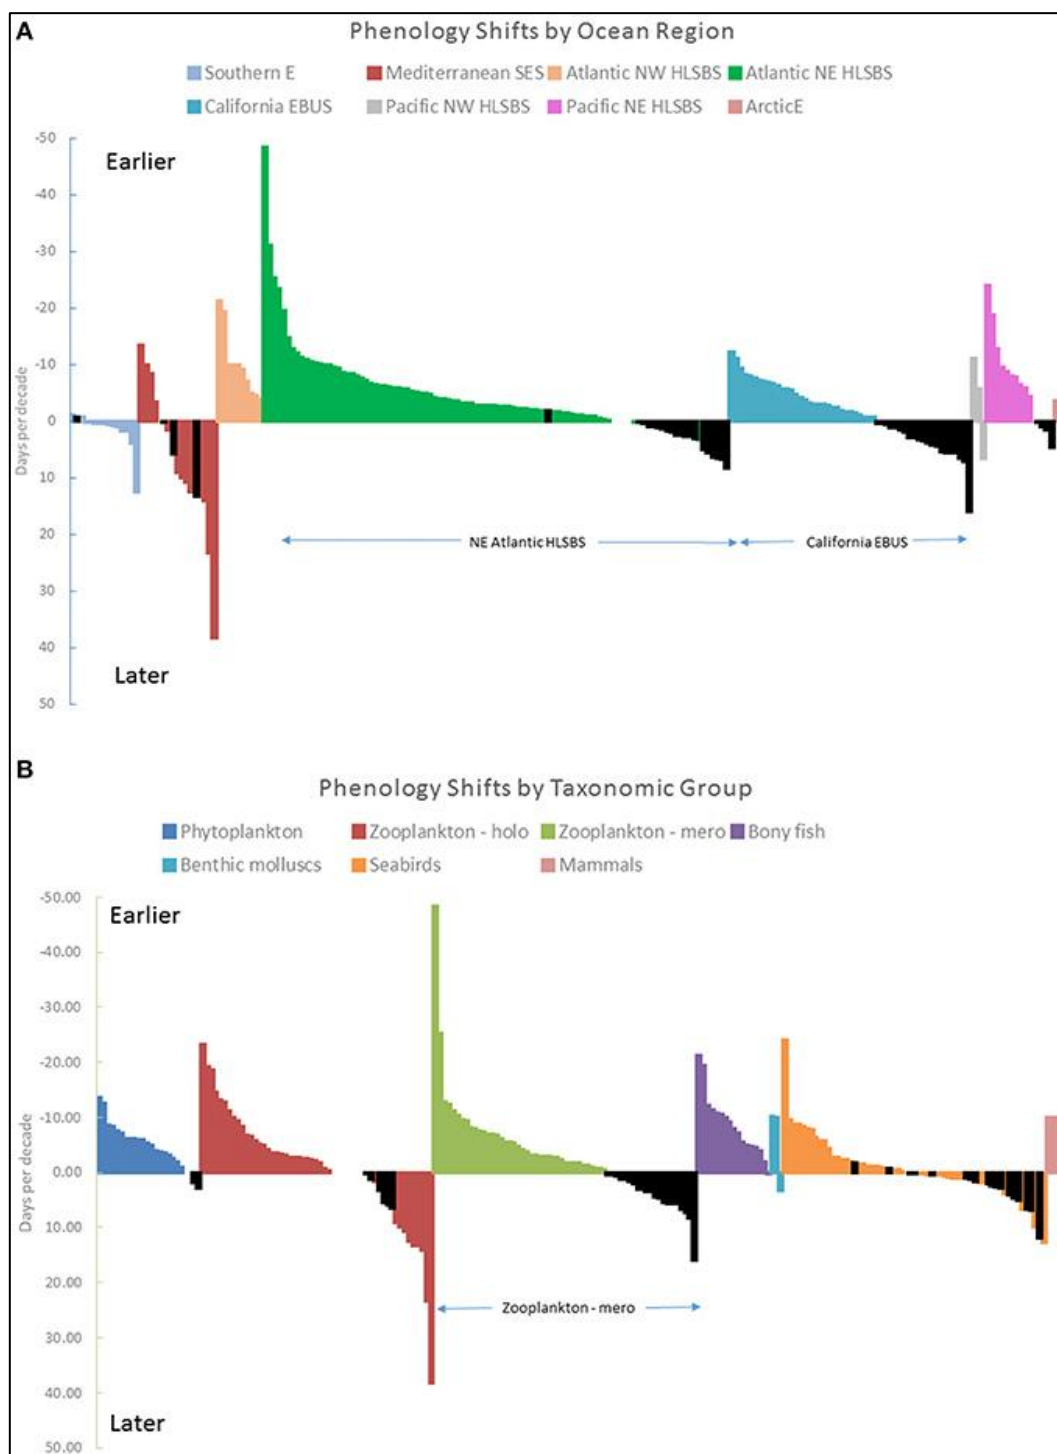 A
Phenology Shifts by Ocean Region
Southern E Mediterranean SES Atlantic NW HLSBS Atlantic NE HLSBS
California EBUS Pacific NW HLSBS Pacific NE HLSBS ArcticE
-50
Earlier
-40
-30
-20
-10
0
10
20
30
40
50
Days per decade
NE Atlantic HLSBS California EBUS
Later
B
Phenology Shifts by Taxonomic Group
Phytoplankton Zooplankton - holo Zooplankton - mero Bony fish
Benthic molluscs Seabirds Mammals
-50.00
Earlier
-40.00
-30.00
-20.00
-10.00
0.00
10.00
20.00
30.00
40.00
50.00
Days per decade
Zooplankton - mero
Later